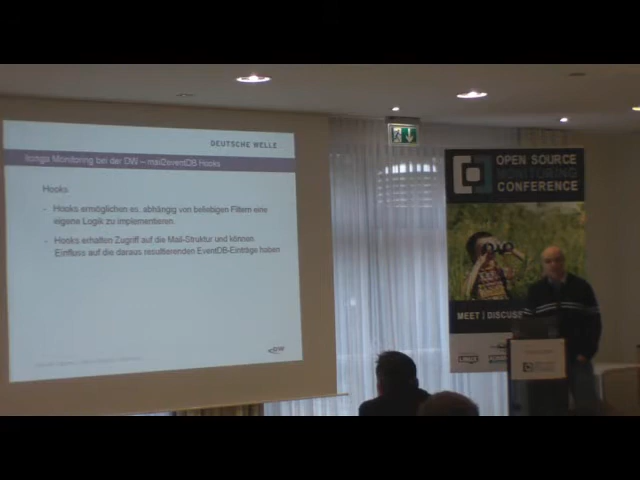 DEUTSCHE WELLE
Icinga Monitoring bei der DW – mail2eventDB Hooks
Hooks
- Hooks ermöglichen es, abhängig von beliebigen Filtern eine
eigene Logik zu implementieren
- Hooks erhalten Zugriff auf die Mail-Struktur und können
Einfluss auf die daraus resultierenden EventDB-Einträge haben
OPEN SOURCE
MONITORING
CONFERENCE
MEET | DISCUSS